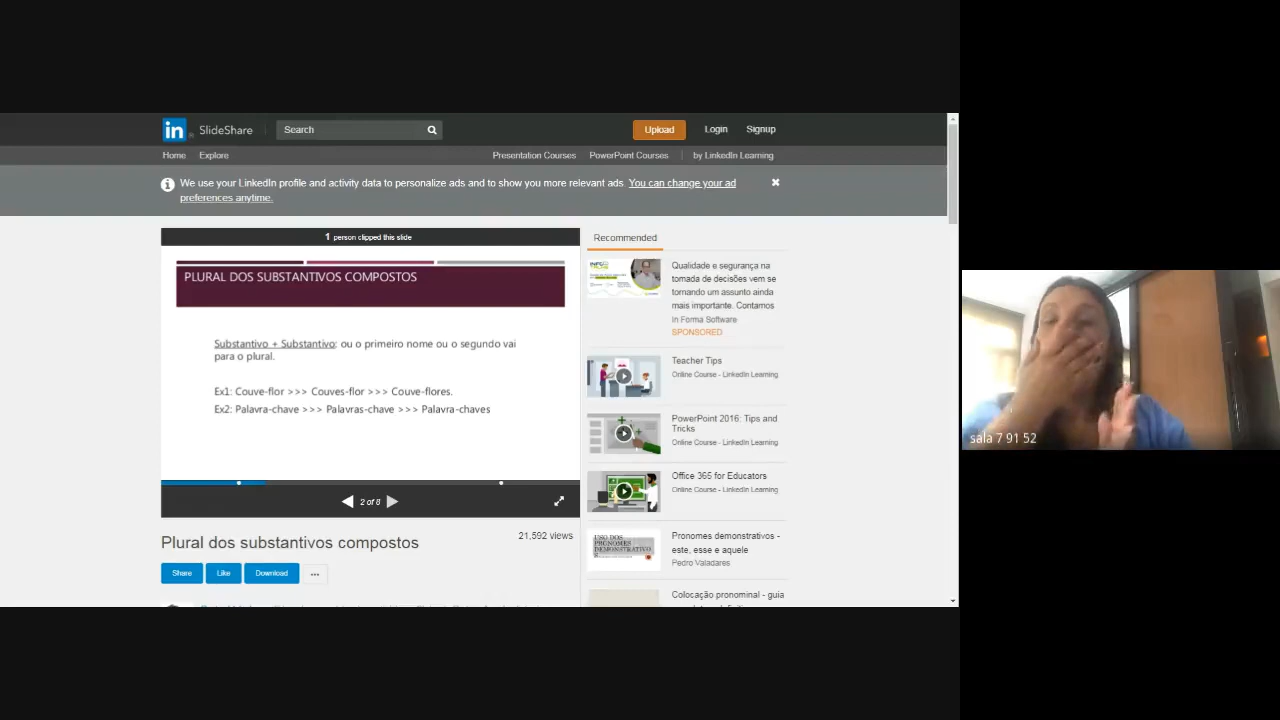 in SlideShare
Search
Upload
Login
Signup
Home
Explore
Presentation Courses
PowerPoint Courses
by LinkedIn Learning
We use your LinkedIn profile and activity data to personalize ads and to show you more relevant ads. You can change your ad
preferences anytime.
1 person clipped this slide
PLURAL DOS SUBSTANTIVOS COMPOSTOS
Substantivo + Substantivo: ou o primeiro nome ou o segundo vai
para o plural.
Ex1: Couve-flor >>> Couves-flor >>> Couve-flores.
Ex2: Palavra-chave >>> Palavras-chave >>> Palavra-chaves
2 of 8
Plural dos substantivos compostos
21,592 views
Share
Like
Download
...
Recommended
Qualidade e segurança na
tomada de decisões vem se
tornando um assunto ainda
mais importante. Contamos
In Forma Software
SPONSORED
Teacher Tips
Online Course - LinkedIn Learning
PowerPoint 2016: Tips and
Tricks
Online Course - LinkedIn Learning
Office 365 for Educators
Online Course - LinkedIn Learning
USO DOS
PRONOMES
DEMONSTRATIVO
Pronomes demonstrativos -
este, esse e aquele
Pedro Valadares
Colocação pronominal - guia
sala 7 91 52